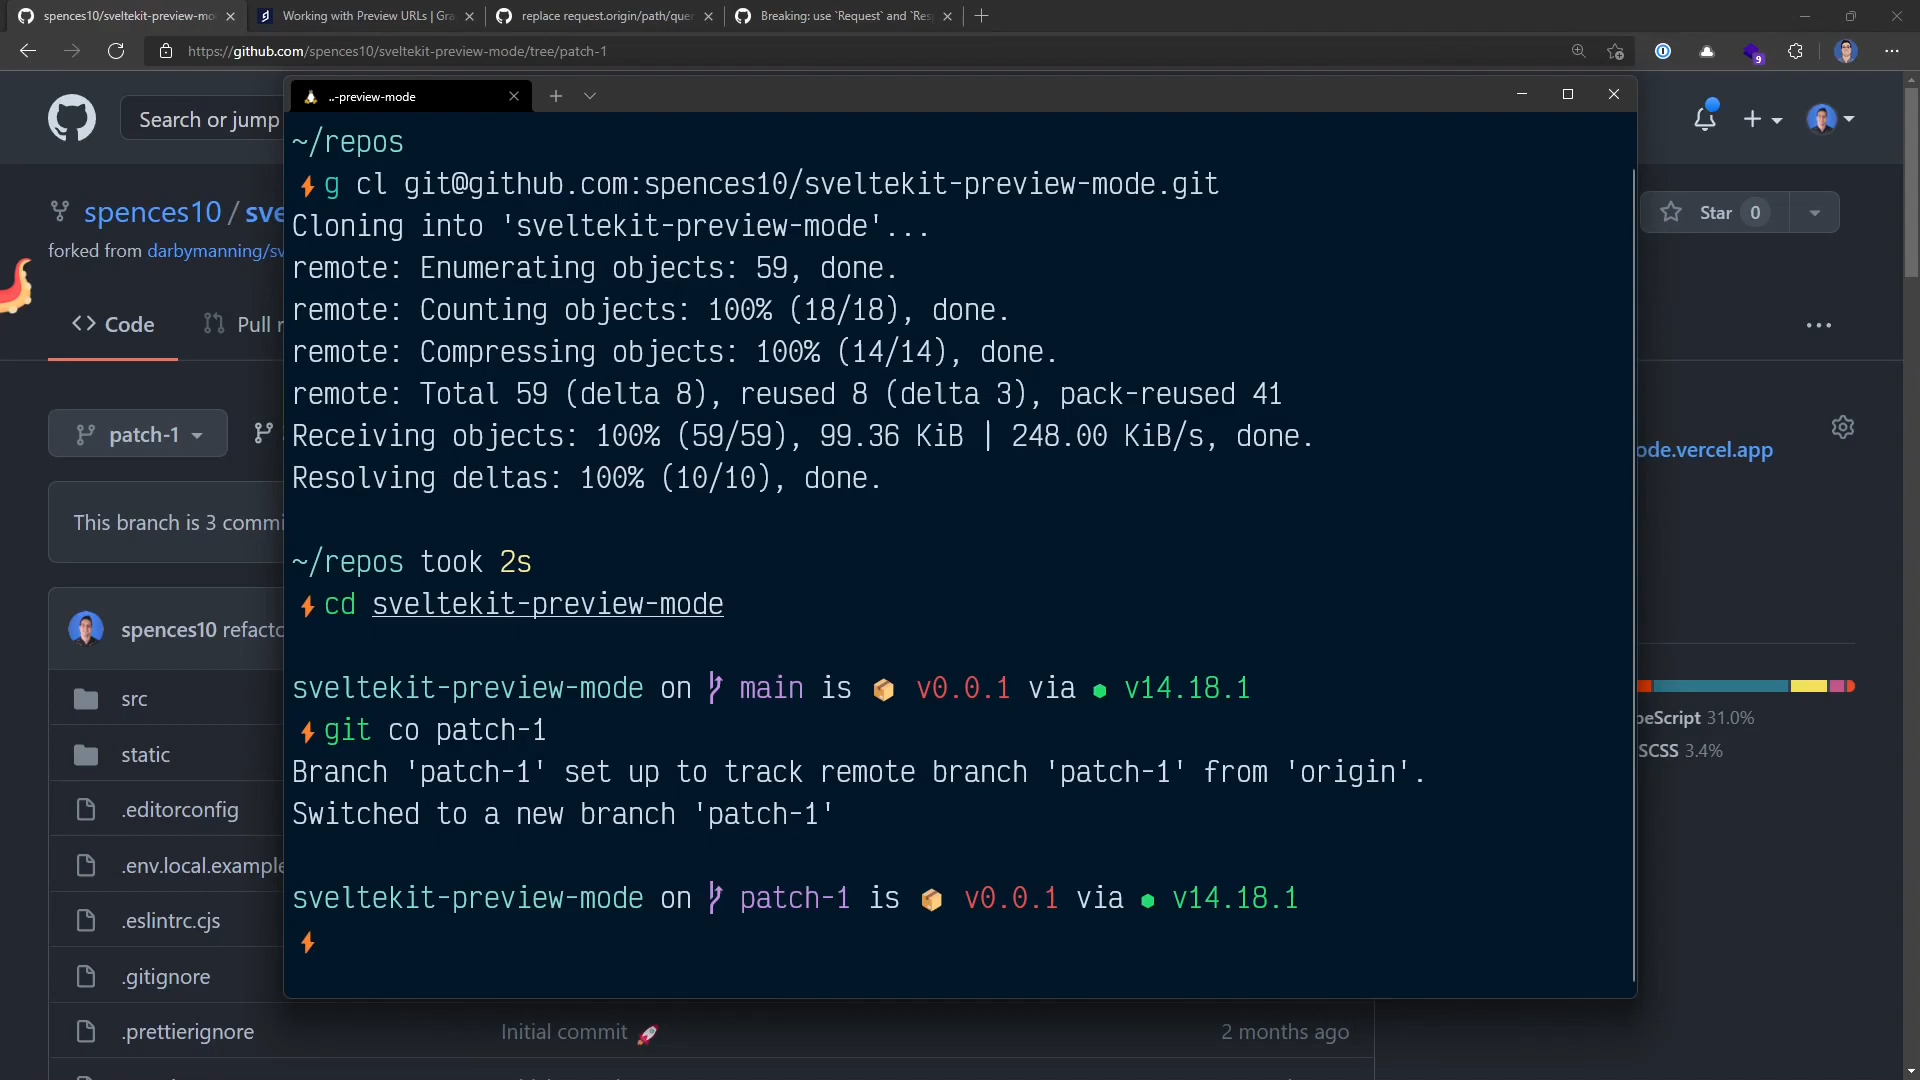 spences10/sveltekit-preview-mo
Working with Preview URLs | Gra
replace request.origin/path/que
Breaking: use `Request` and `Res
https://github.com/spences10/sveltekit-preview-mode/tree/patch-1
9
..-preview-mode
Search or jump
spences10 / sve
forked from darbymanning/sv
Star 0
Code
Pull r
patch-1
This branch is 3 commi
ode.vercel.app
spences10 refacto
src
static
.editorconfig
.env.local.example
.eslintrc.cjs
.gitignore
.prettierignore
Initial commit 🚀
2 months ago
peScript 31.0%
SCSS 3.4%
~/repos
g cl git@github.com:spences10/sveltekit-preview-mode.git
Cloning into 'sveltekit-preview-mode'...
remote: Enumerating objects: 59, done.
remote: Counting objects: 100% (18/18), done.
remote: Compressing objects: 100% (14/14), done.
remote: Total 59 (delta 8), reused 8 (delta 3), pack-reused 41
Receiving objects: 100% (59/59), 99.36 KiB | 248.00 KiB/s, done.
Resolving deltas: 100% (10/10), done.
~/repos took 2s
cd sveltekit-preview-mode
sveltekit-preview-mode on main is 📦 v0.0.1 via v14.18.1
git co patch-1
Branch 'patch-1' set up to track remote branch 'patch-1' from 'origin'.
Switched to a new branch 'patch-1'
sveltekit-preview-mode on patch-1 is 📦 v0.0.1 via v14.18.1